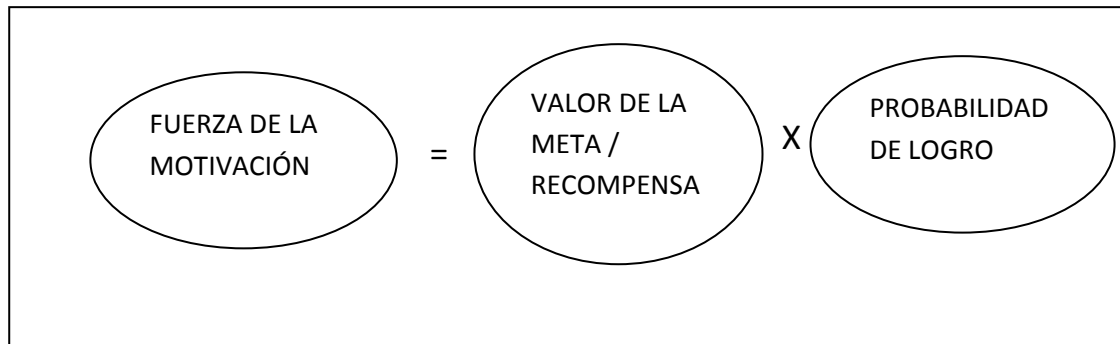 FUERZA DE LA
MOTIVACIÓN
=
VALOR DE LA
META /
RECOMPENSA
X
PROBABILIDAD
DE LOGRO